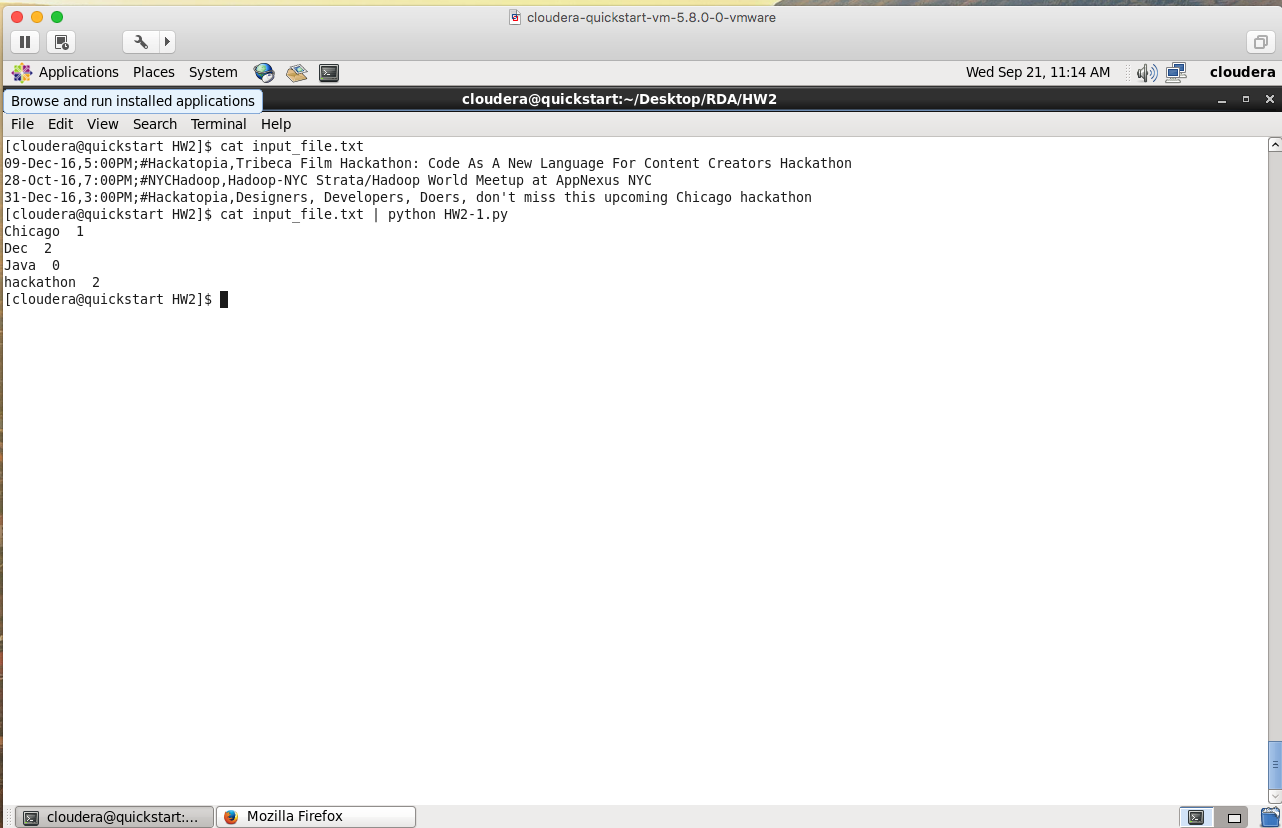 cloudera-quickstart-vm-5.8.0-0-vmware
Applications Places System Wed Sep 21, 11:14 AM cloudera
Browse and run installed applications
cloudera@quickstart:~/Desktop/RDA/HW2
File Edit View Search Terminal Help
[cloudera@quickstart HW2]$ cat input_file.txt
09-Dec-16,5:00PM;#Hackatopia,Tribeca Film Hackathon: Code As A New Language For Content Creators Hackathon
28-Oct-16,7:00PM;#NYCHadoop,Hadoop-NYC Strata/Hadoop World Meetup at AppNexus NYC
31-Dec-16,3:00PM;#Hackatopia,Designers, Developers, Doers, don't miss this upcoming Chicago hackathon
[cloudera@quickstart HW2]$ cat input_file.txt | python HW2-1.py
Chicago  1
Dec  2
Java  0
hackathon  2
[cloudera@quickstart HW2]$
cloudera@quickstart:... Mozilla Firefox